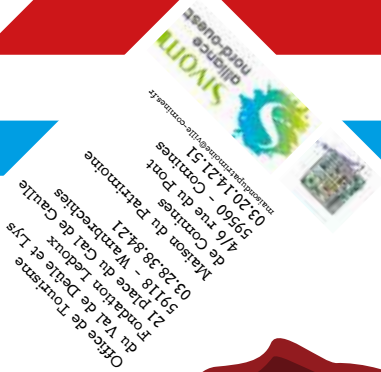 Office de Tourisme
du Val de Deûle et Lys
Fondation Ledoux
21 place du Gal de Gaulle
59118 - Wambrechies
03.28.38.84.21
Maison du Patrimoine
de Comines
4/6 rue du Pont
59560 - Comines
03.20.14.21.51
maisondupatrimoine@ville-comines.fr
SIVOM
alliance
nord-ouest